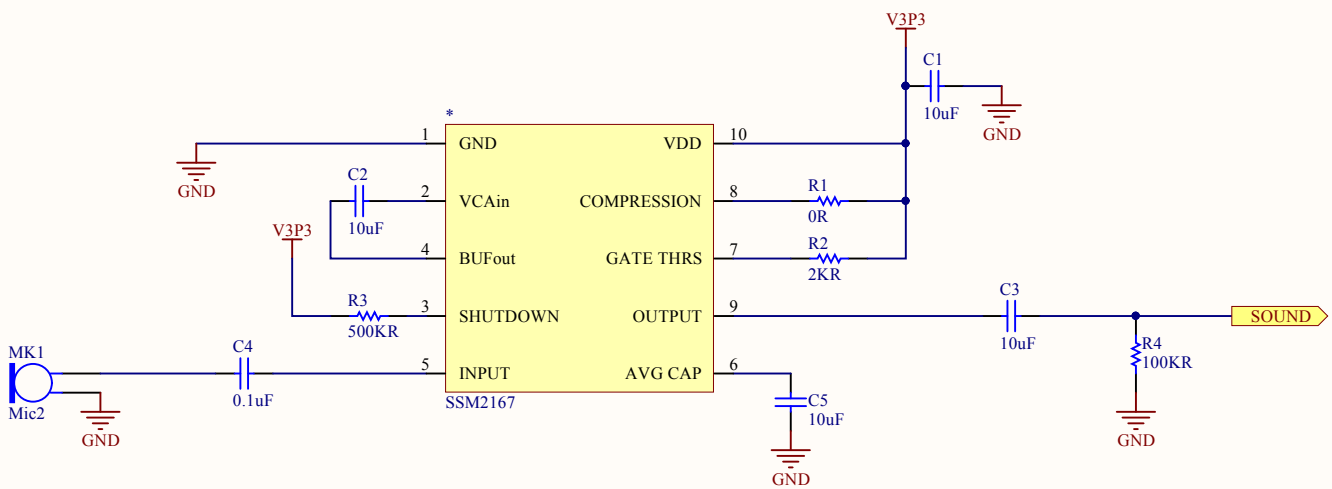 V3P3
C1
10uF
GND
*
1
GND
VDD
10
GND
C2
10uF
2
VCAin
COMPRESSION
8
R1
0R
V3P3
4
BUFout
GATE THRS
7
R2
2KR
R3
500KR
3
SHUTDOWN
OUTPUT
9
C3
10uF
SOUND
R4
100KR
GND
MK1
Mic2
GND
C4
0.1uF
5
INPUT
AVG CAP
6
SSM2167
C5
10uF
GND